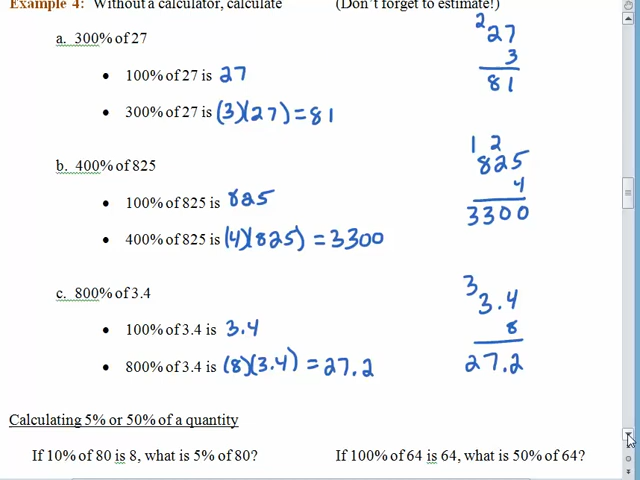 Example 4: Without a calculator, calculate (Don't forget to estimate!)
a. 300% of 27
2
27
3
81
• 100% of 27 is 27
• 300% of 27 is (3)(27) = 81
b. 400% of 825
1 2
825
4
3300
• 100% of 825 is 825
• 400% of 825 is (4)(825) = 3300
c. 800% of 3.4
3
3.4
8
27.2
• 100% of 3.4 is 3.4
• 800% of 3.4 is (8)(3.4) = 27.2
Calculating 5% or 50% of a quantity
If 10% of 80 is 8, what is 5% of 80? If 100% of 64 is 64, what is 50% of 64?